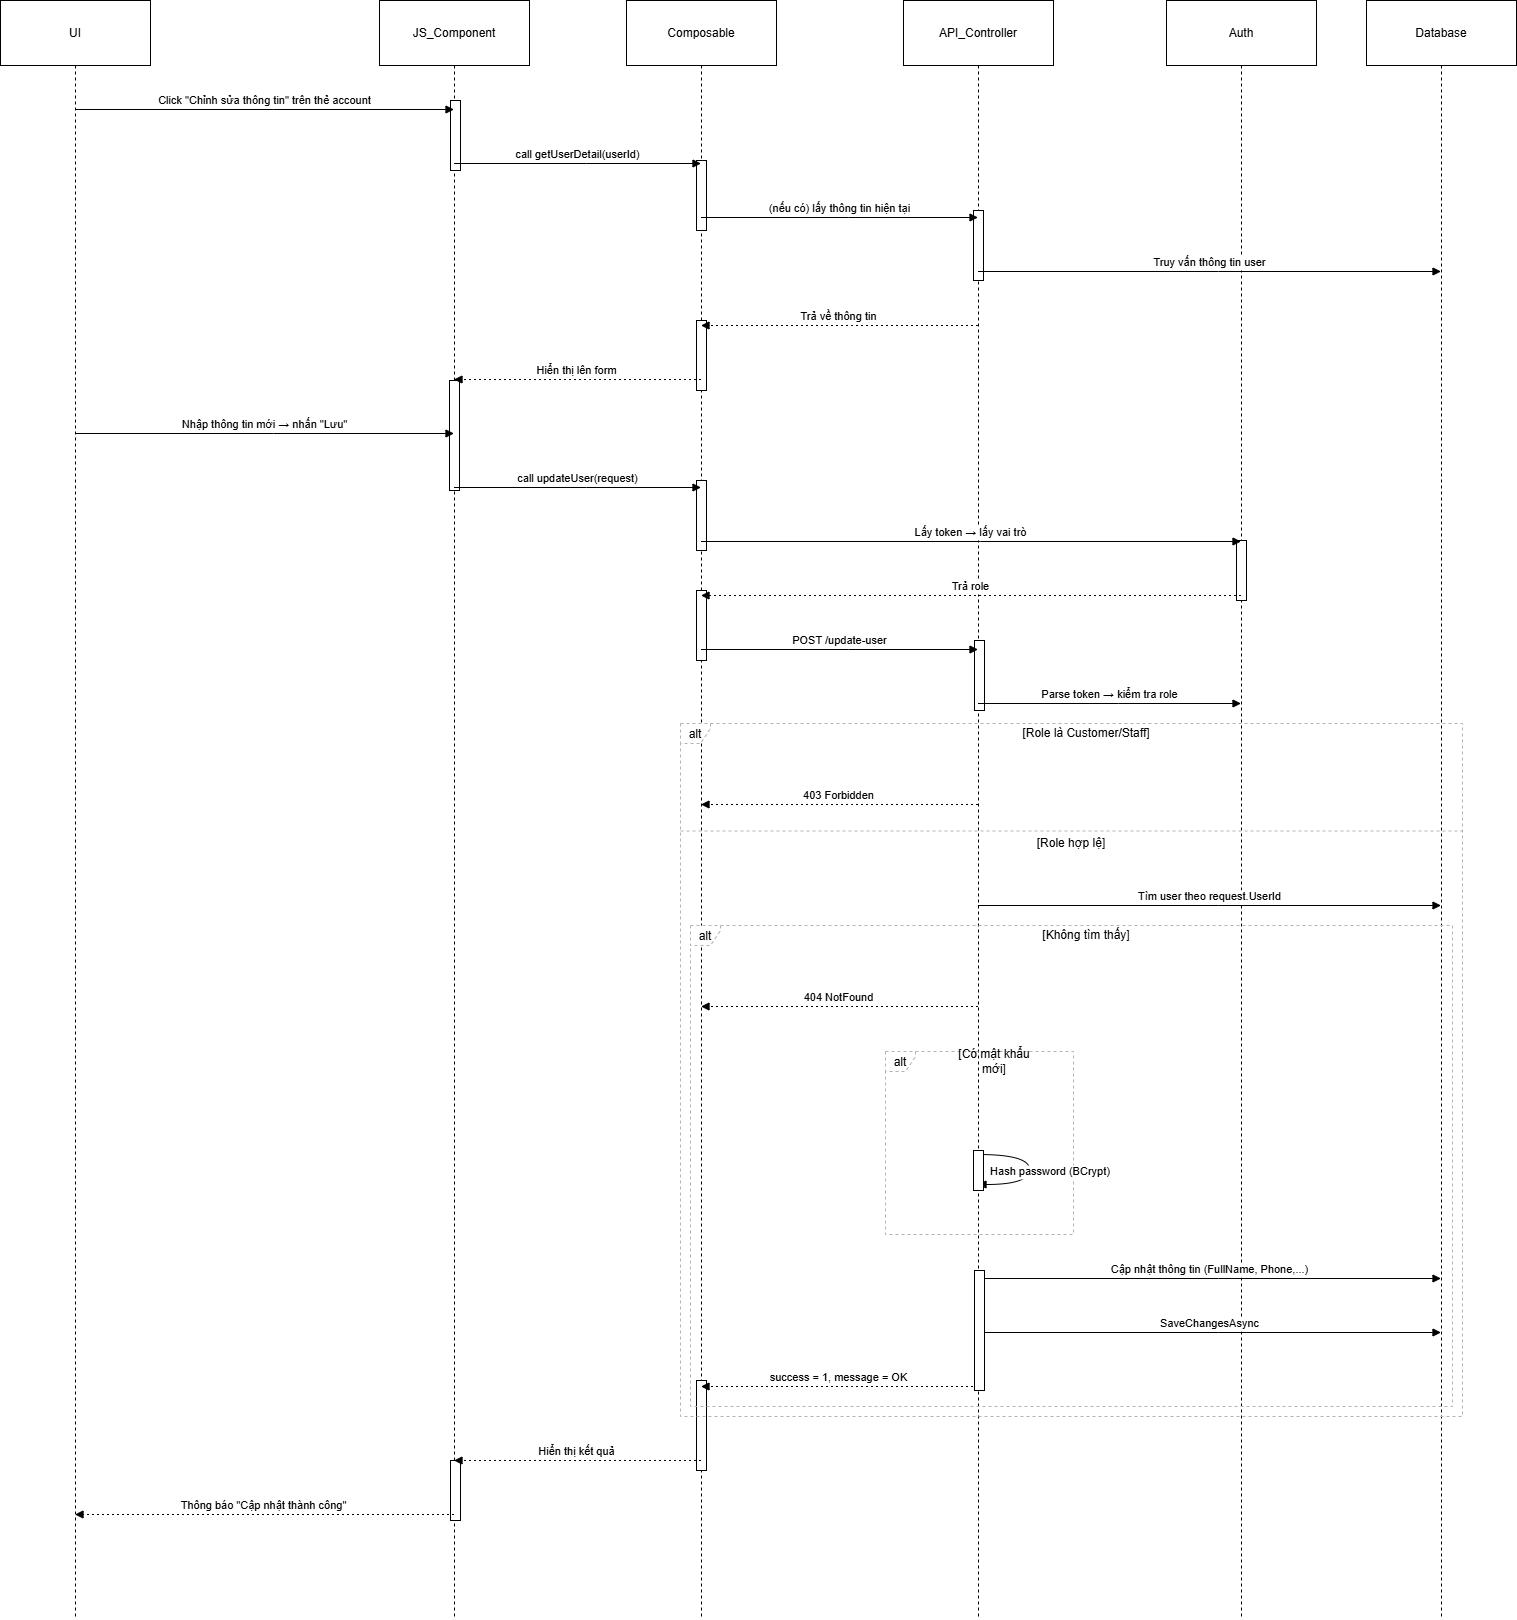 UI
JS_Component
Composable
API_Controller
Auth
Database
Click "Chỉnh sửa thông tin" trên thẻ account
call getUserDetail(userId)
(nếu có) lấy thông tin hiện tại
Truy vấn thông tin user
Trả về thông tin
Hiển thị lên form
Nhập thông tin mới → nhấn "Lưu"
call updateUser(request)
Lấy token → lấy vai trò
Trả role
POST /update-user
Parse token → kiểm tra role
alt
[Role là Customer/Staff]
403 Forbidden
[Role hợp lệ]
Tìm user theo request.UserId
alt
[Không tìm thấy]
404 NotFound
alt
[Có mật khẩu
mới]
Hash password (BCrypt)
Cập nhật thông tin (FullName, Phone,...)
SaveChangesAsync
success = 1, message = OK
Hiển thị kết quả
Thông báo "Cập nhật thành công"